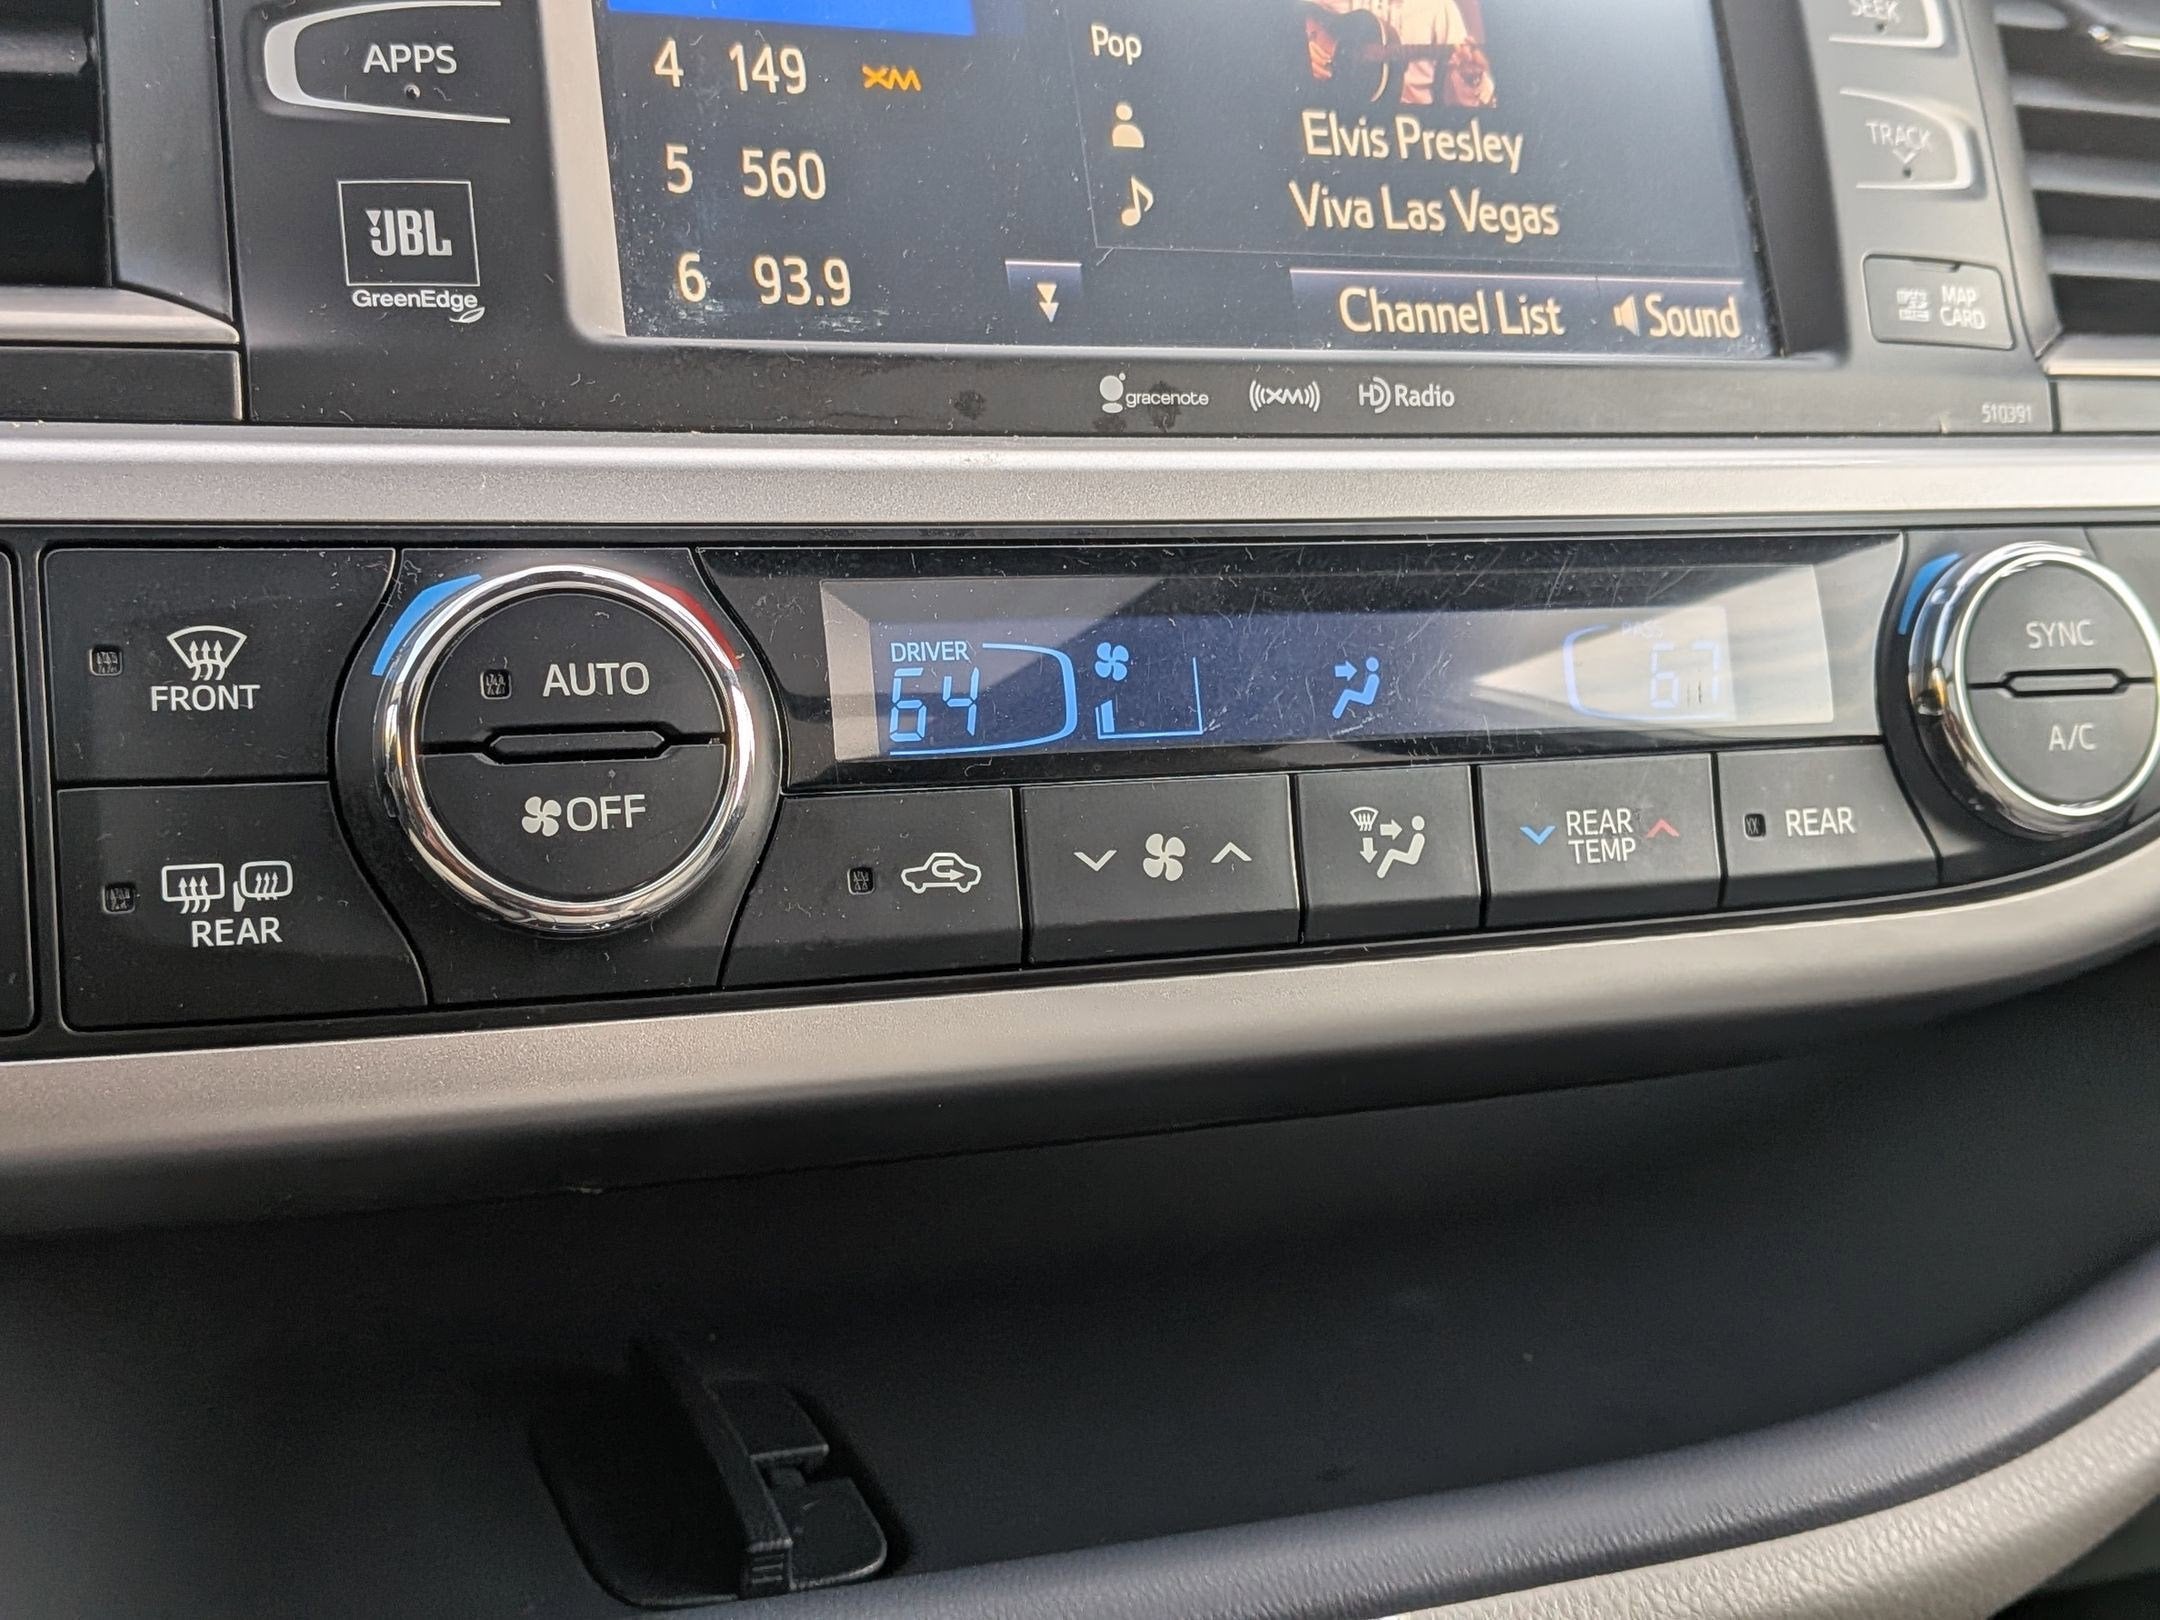 APPS
JBL
GreenEdge
4 149 XM
5 560
6 93.9
Pop
Elvis Presley
Viva Las Vegas
Channel List
Sound
SEEK
TRACK
MAP
CARD
gracenote
((XM))
HD Radio
510391
FRONT
REAR
AUTO
OFF
DRIVER
64
PASS
67
REAR
TEMP
REAR
SYNC
A/C